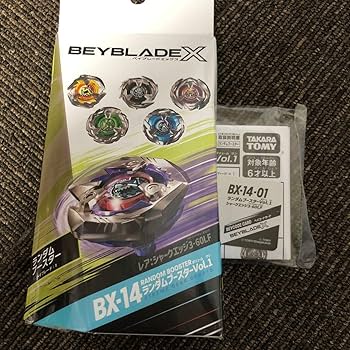 BEYBLADE X
ベイブレードエックス
ランダム
ブースター
レア:シャークエッジ3-60LF
BX-14
RANDOM BOOSTER
ランダムブースターVol.1
Vol.1
TAKARA
TOMY
対象年齢
6才以上
BX-14-01
ランダムブースターVol.1
シャークエッジ3-60LF
BEYBLADE X